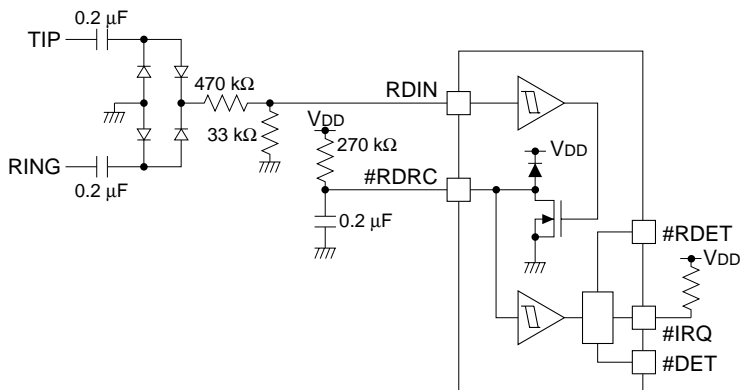 0.2 μF
TIP
470 kΩ
RDIN
VDD
33 kΩ
270 kΩ
VDD
RING
0.2 μF
#RDRC
0.2 μF
#RDET
VDD
#IRQ
#DET